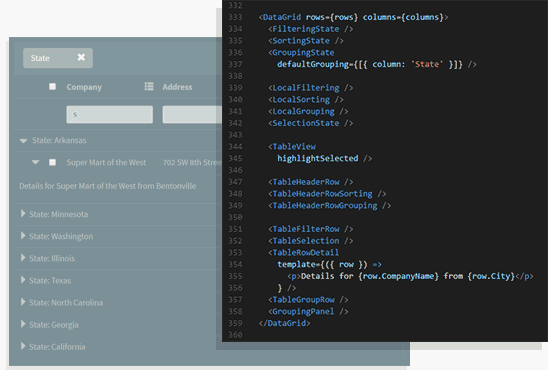 State ✖
Company Address
s
State: Arkansas
Super Mart of the West 702 SW 8th Street
Details for Super Mart of the West from Bentonville
State: Minnesota
State: Washington
State: Illinois
State: Texas
State: North Carolina
State: Georgia
State: California
332
333 <DataGrid rows={rows} columns={columns}>
334 <FilteringState />
335 <SortingState />
336 <GroupingState
337 defaultGrouping={[{ column: 'State' }]} />
338
339 <LocalFiltering />
340 <LocalSorting />
341 <LocalGrouping />
342 <SelectionState />
343
344 <TableView
345 highlightSelected />
346
347 <TableHeaderRow />
348 <TableHeaderRowSorting />
349 <TableHeaderRowGrouping />
350
351 <TableFilterRow />
352 <TableSelection />
353 <TableRowDetail
354 template={({ row }) =>
355 <p>Details for {row.CompanyName} from {row.City}</p>
356 } />
357 <TableGroupRow />
358 <GroupingPanel />
359 </DataGrid>
360